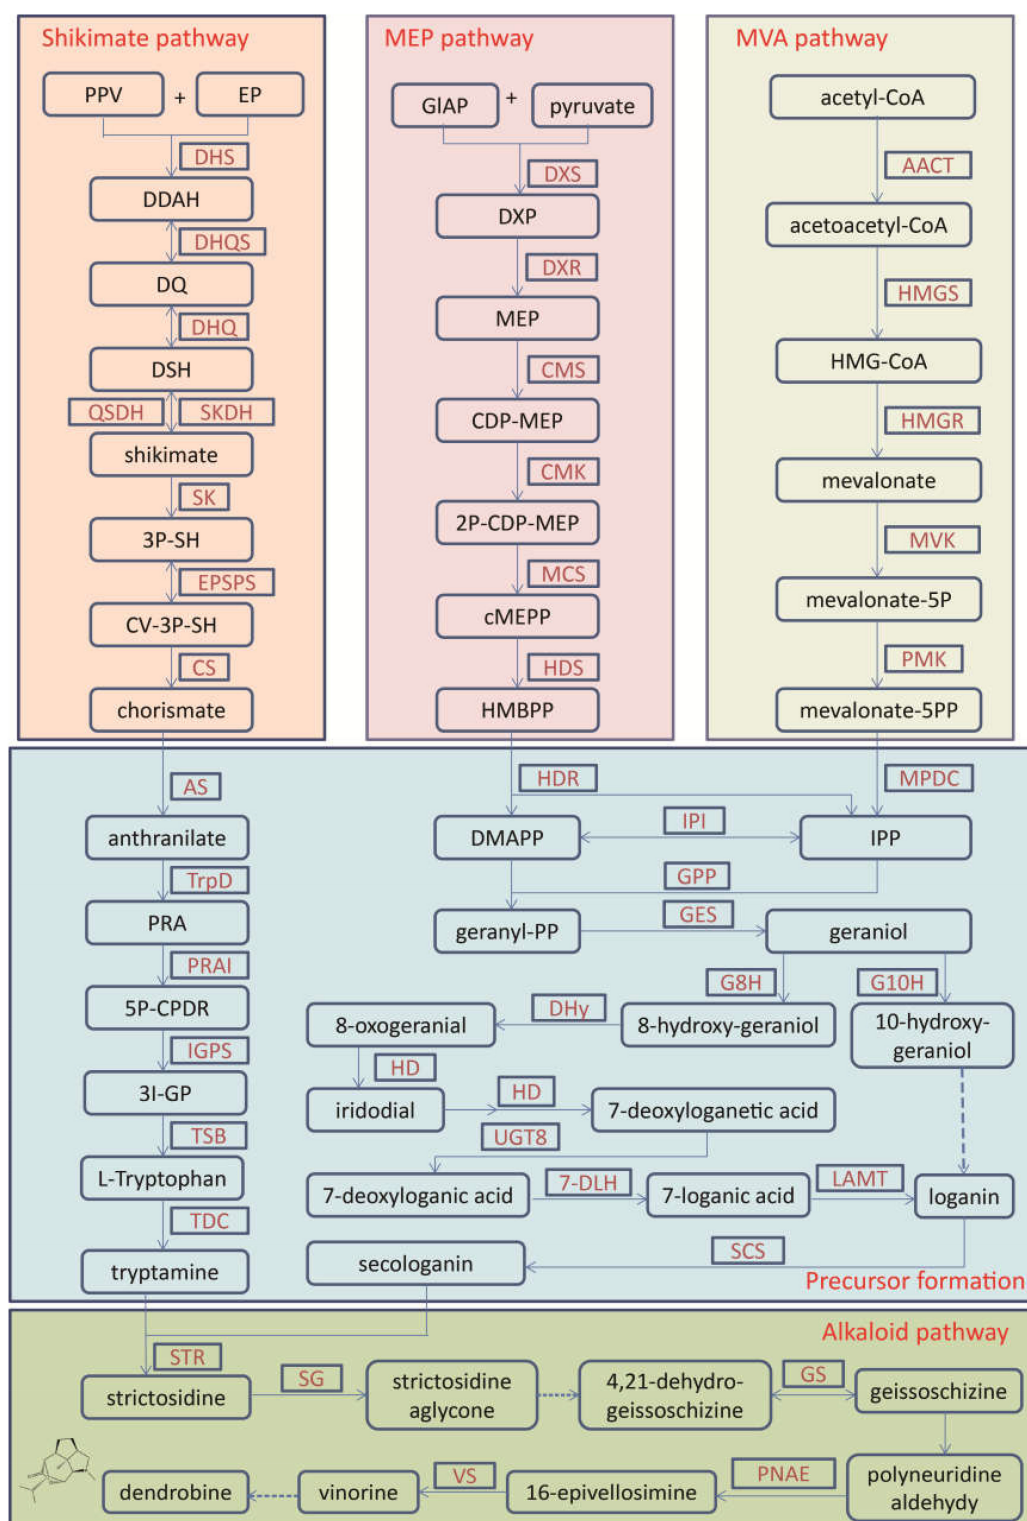 Shikimate pathway
PPV + EP
DHS
DDAH
DHQS
DQ
DHQ
DSH
QSDH SKDH
shikimate
SK
3P-SH
EPSPS
CV-3P-SH
CS
chorismate
MEP pathway
GlAP + pyruvate
DXS
DXP
DXR
MEP
CMS
CDP-MEP
CMK
2P-CDP-MEP
MCS
cMEPP
HDS
HMBPP
MVA pathway
acetyl-CoA
AACT
acetoacetyl-CoA
HMGS
HMG-CoA
HMGR
mevalonate
MVK
mevalonate-5P
PMK
mevalonate-5PP
AS
anthranilate
TrpD
PRA
PRAI
5P-CPDR
IGPS
3I-GP
TSB
L-Tryptophan
TDC
tryptamine
HDR
MPDC
DMAPP
IPI
IPP
GPP
geranyl-PP
GES
geraniol
G8H
G10H
8-oxogeranial
DHy
8-hydroxy-geraniol
10-hydroxy-
geraniol
HD
iridodial
HD
7-deoxyloganetic acid
UGT8
7-deoxyloganic acid
7-DLH
7-loganic acid
LAMT
loganin
SCS
secologanin
Precursor formation
Alkaloid pathway
STR
strictosidine
SG
strictosidine
aglycone
4,21-dehydro-
geissoschizine
GS
geissoschizine
polyneuridine
aldehydy
PNAE
16-epivellosimine
VS
vinorine
dendrobine